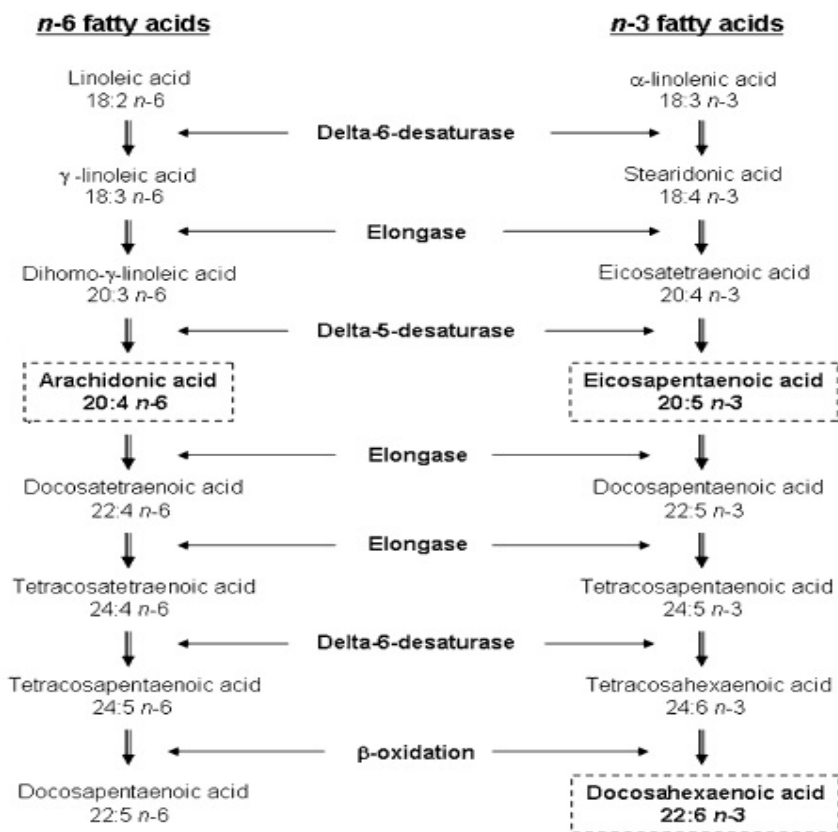 n-6 fatty acids
n-3 fatty acids
Linoleic acid
18:2 n-6
α-linolenic acid
18:3 n-3
Delta-6-desaturase
γ-linoleic acid
18:3 n-6
Stearidonic acid
18:4 n-3
Elongase
Dihomo-γ-linoleic acid
20:3 n-6
Eicosatetraenoic acid
20:4 n-3
Delta-5-desaturase
Arachidonic acid
20:4 n-6
Eicosapentaenoic acid
20:5 n-3
Elongase
Docosatetraenoic acid
22:4 n-6
Docosapentaenoic acid
22:5 n-3
Elongase
Tetracosatetraenoic acid
24:4 n-6
Tetracosapentaenoic acid
24:5 n-3
Delta-6-desaturase
Tetracosapentaenoic acid
24:5 n-6
Tetracosahexaenoic acid
24:6 n-3
β-oxidation
Docosapentaenoic acid
22:5 n-6
Docosahexaenoic acid
22:6 n-3